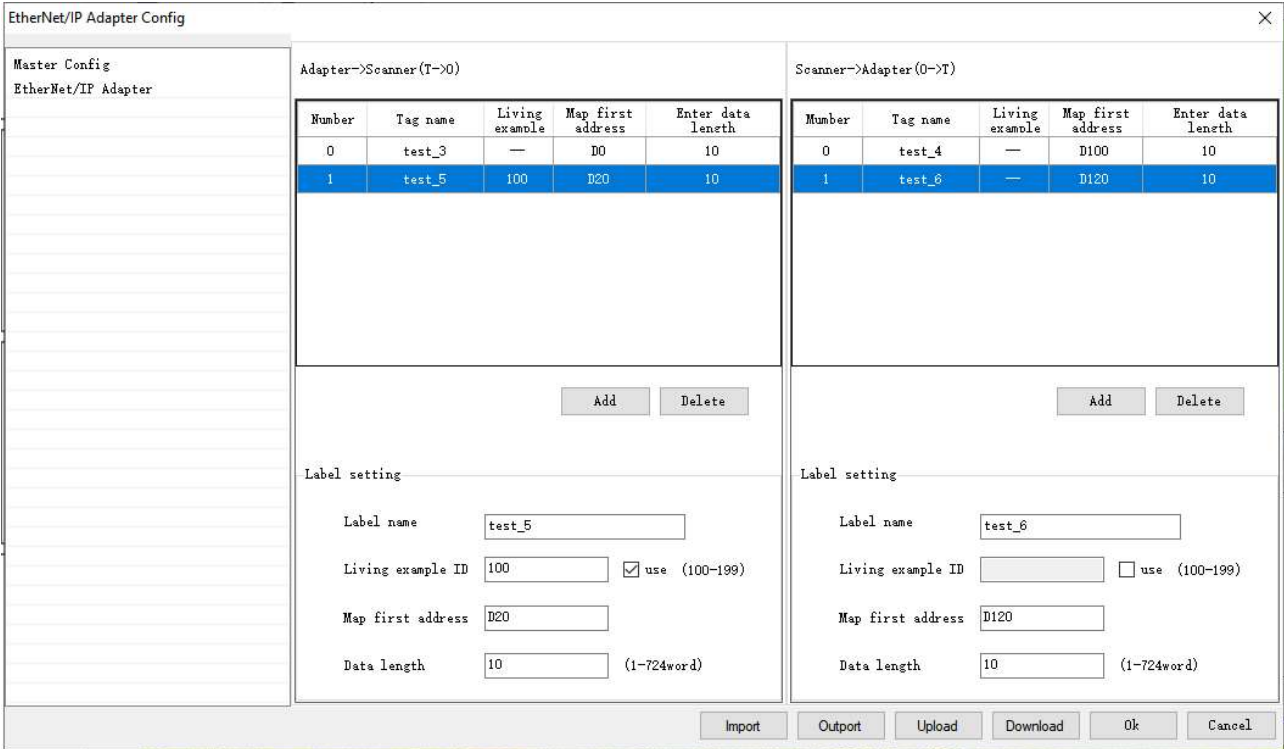 EtherNet/IP Adapter Config
Master Config
EtherNet/IP Adapter
Adapter->Scanner(T->O)
Number Tag name Living example Map first address Enter data length
0 test_3 — D0 10
1 test_5 100 D20 10
Add Delete
Label setting
Label name test_5
Living example ID 100 use (100-199)
Map first address D20
Data length 10 (1-724word)
Scanner->Adapter(O->T)
Mumber Tag name Living example Map first address Enter data length
0 test_4 — D100 10
1 test_6 — D120 10
Add Delete
Label setting
Label name test_6
Living example ID use (100-199)
Map first address D120
Data length 10 (1-724word)
Import Outport Upload Download Ok Cancel